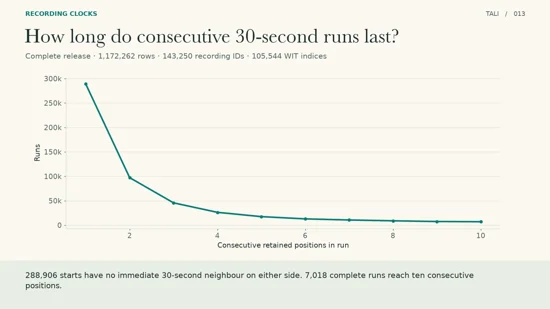 RECORDING CLOCKS
TALI / 013
How long do consecutive 30-second runs last?
Complete release · 1,172,262 rows · 143,250 recording IDs · 105,544 WIT indices
300k
250k
200k
150k
100k
50k
0
Runs
2 4 6 8 10
Consecutive retained positions in run
288,906 starts have no immediate 30-second neighbour on either side. 7,018 complete runs reach ten consecutive
positions.